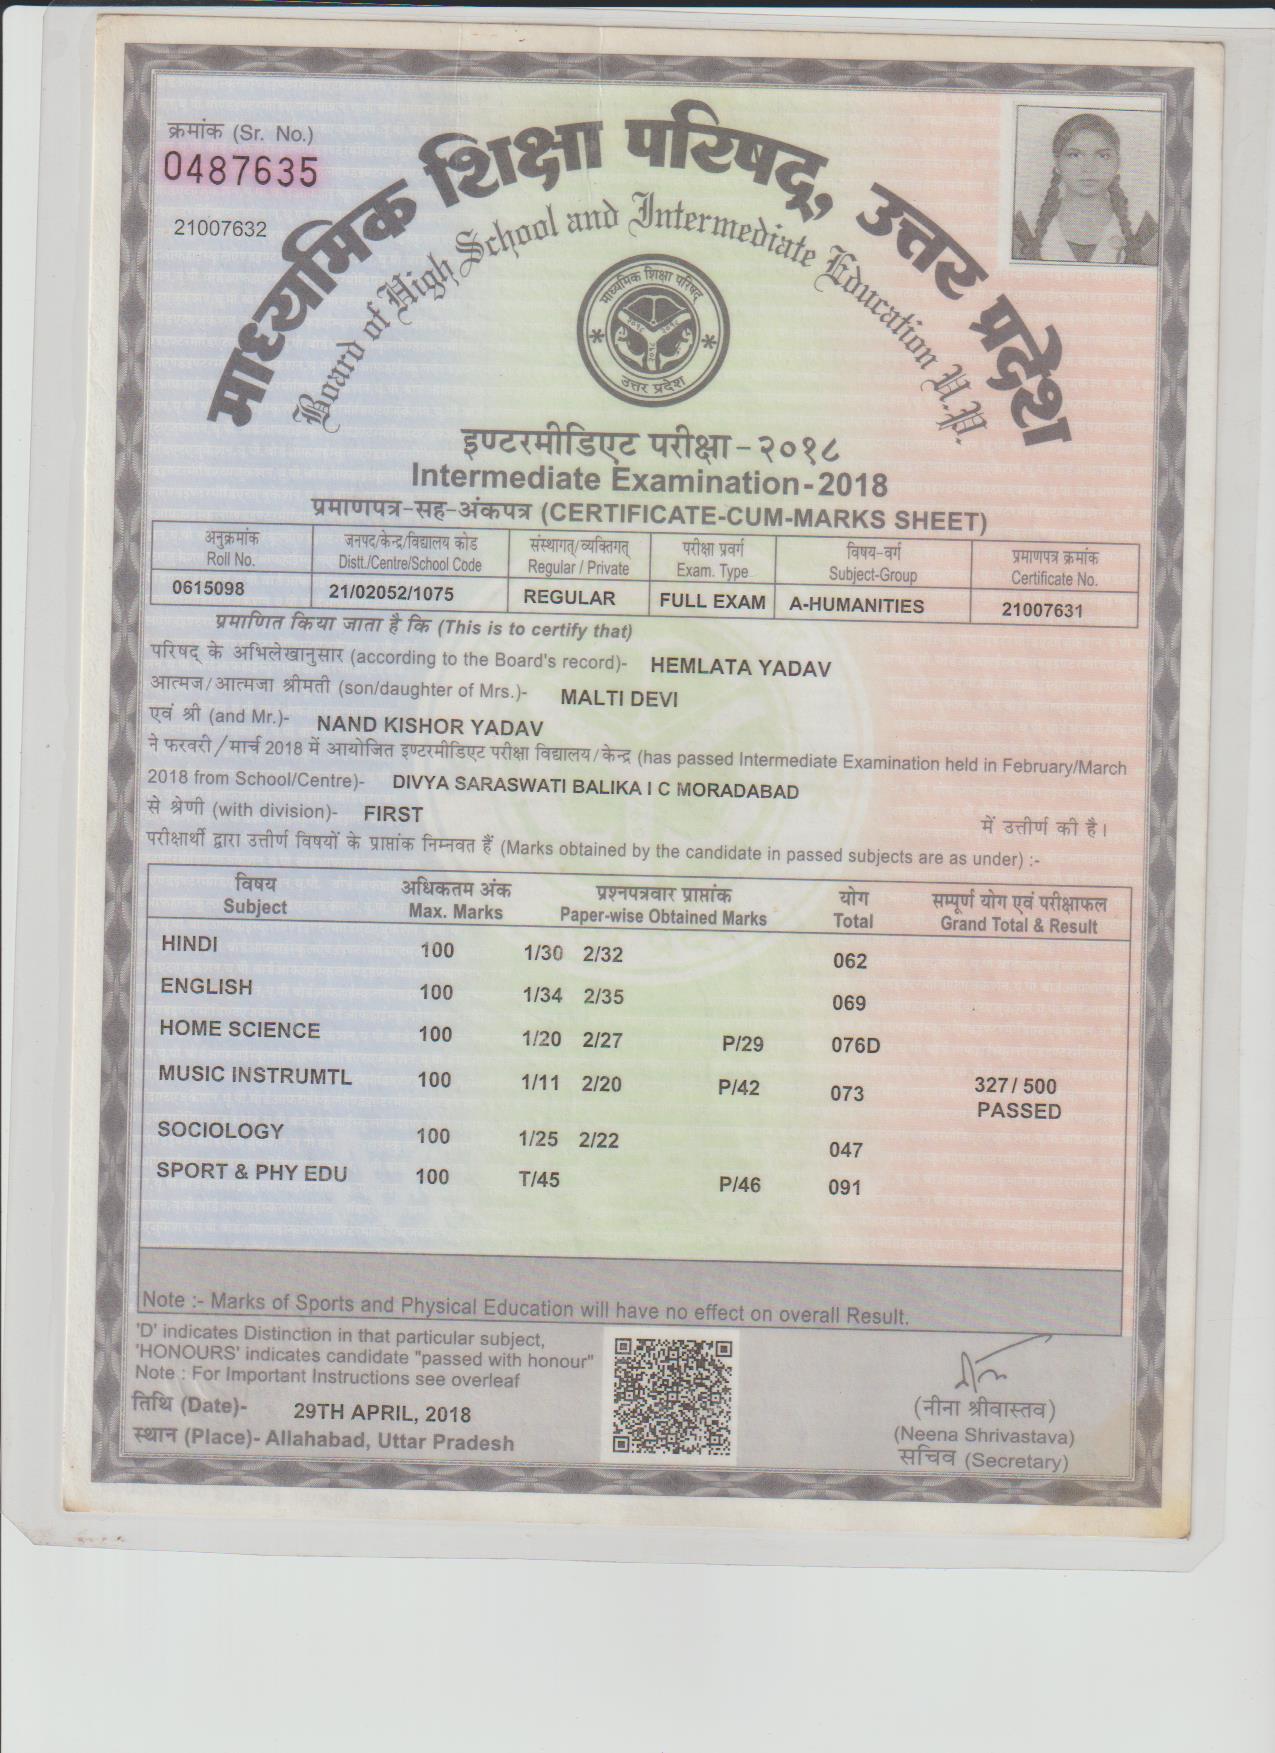 क्रमांक (Sr. No.)
0487635
21007632
माध्यमिक शिक्षा परिषद्, उत्तर प्रदेश
Board of High School and Intermediate Education U.P.
माध्यमिक शिक्षा परिषद्
उत्तर प्रदेश
इण्टरमीडिएट परीक्षा-२०१८
Intermediate Examination-2018
प्रमाणपत्र-सह-अंकपत्र (CERTIFICATE-CUM-MARKS SHEET)
अनुक्रमांक जनपद/केन्द्र/विद्यालय कोड संस्थागत्/व्यक्तिगत् परीक्षा प्रवर्ग विषय-वर्ग प्रमाणपत्र क्रमांक
Roll No. Distt./Centre/School Code Regular / Private Exam. Type Subject-Group Certificate No.
0615098 21/02052/1075 REGULAR FULL EXAM A-HUMANITIES 21007631
प्रमाणित किया जाता है कि (This is to certify that)
परिषद् के अभिलेखानुसार (according to the Board's record)- HEMLATA YADAV
आत्मज/आत्मजा श्रीमती (son/daughter of Mrs.)- MALTI DEVI
एवं श्री (and Mr.)- NAND KISHOR YADAV
ने फरवरी/मार्च 2018 में आयोजित इण्टरमीडिएट परीक्षा विद्यालय/केन्द्र (has passed Intermediate Examination held in February/March
2018 from School/Centre)- DIVYA SARASWATI BALIKA I C MORADABAD
से श्रेणी (with division)- FIRST में उत्तीर्ण की है।
परीक्षार्थी द्वारा उत्तीर्ण विषयों के प्राप्तांक निम्नवत हैं (Marks obtained by the candidate in passed subjects are as under) :-
विषय अधिकतम अंक प्रश्नपत्रवार प्राप्तांक योग सम्पूर्ण योग एवं परीक्षाफल
Subject Max. Marks Paper-wise Obtained Marks Total Grand Total & Result
HINDI 100 1/30 2/32 062
ENGLISH 100 1/34 2/35 069
HOME SCIENCE 100 1/20 2/27 P/29 076D
MUSIC INSTRUMTL 100 1/11 2/20 P/42 073 327/ 500
PASSED
SOCIOLOGY 100 1/25 2/22 047
SPORT & PHY EDU 100 T/45 P/46 091
Note :- Marks of Sports and Physical Education will have no effect on overall Result.
'D' indicates Distinction in that particular subject,
'HONOURS' indicates candidate "passed with honour"
Note : For Important Instructions see overleaf
तिथि (Date)- 29TH APRIL, 2018
स्थान (Place)- Allahabad, Uttar Pradesh
(नीना श्रीवास्तव)
(Neena Shrivastava)
सचिव (Secretary)